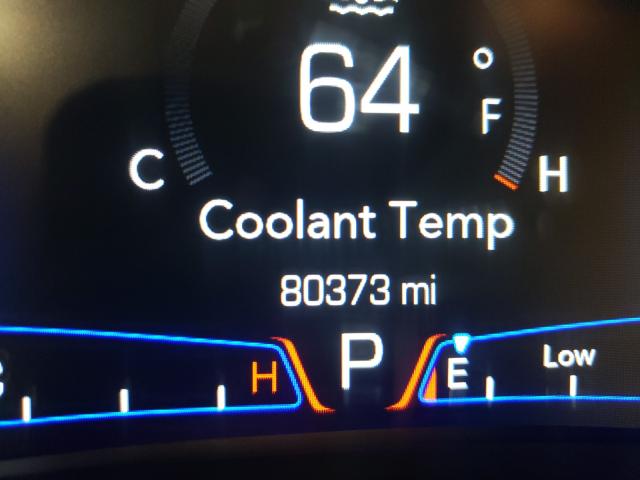 64 °F
C H
Coolant Temp
80373 mi
H P E Low